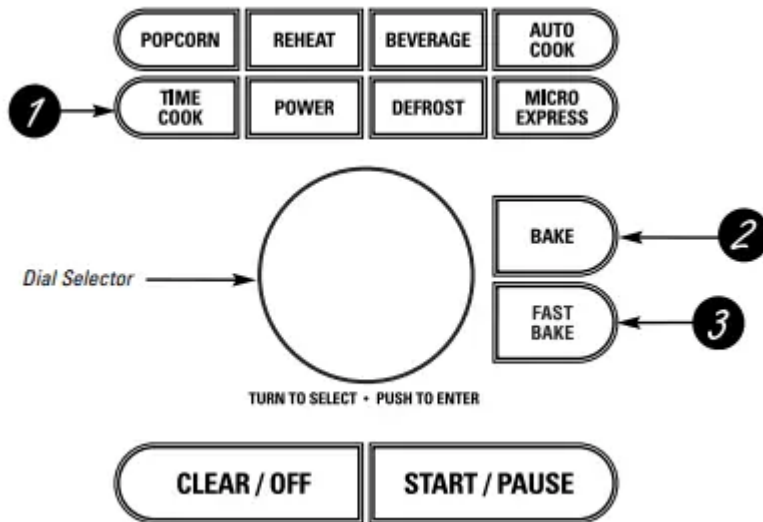 POPCORN REHEAT BEVERAGE AUTO COOK
1 TIME COOK POWER DEFROST MICRO EXPRESS
BAKE 2
Dial Selector
FAST BAKE 3
TURN TO SELECT • PUSH TO ENTER
CLEAR / OFF START / PAUSE